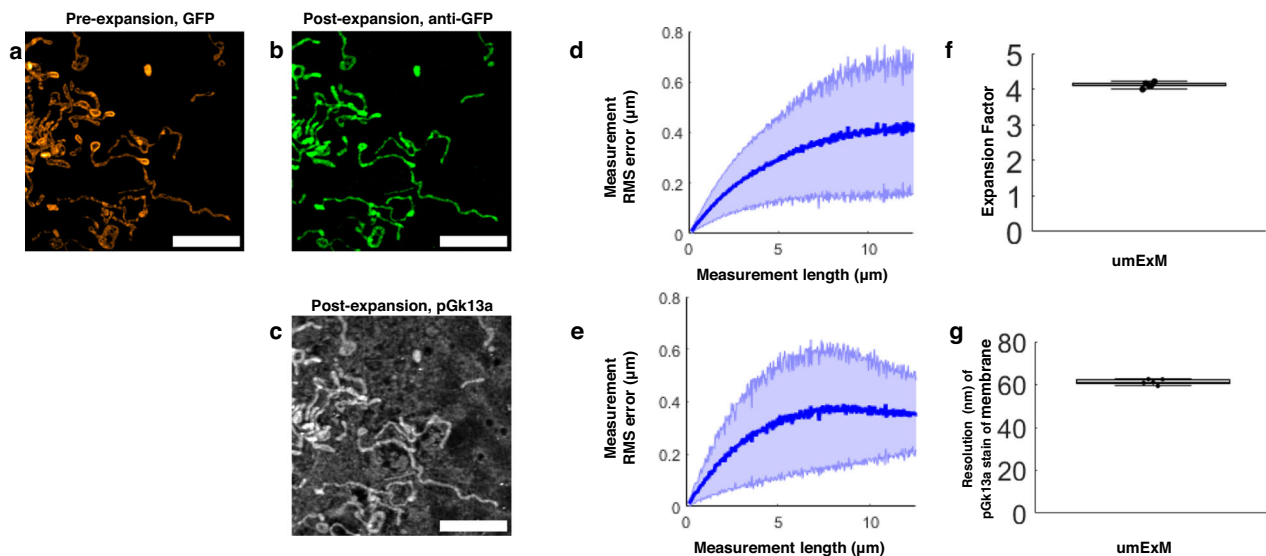 a
Pre-expansion, GFP
b
Post-expansion, anti-GFP
c
Post-expansion, pGk13a
d
Measurement
RMS error (μm)
0.8
0.6
0.4
0.2
0
0
5
10
Measurement length (μm)
e
Measurement
RMS error (μm)
0.8
0.6
0.4
0.2
0
0
5
10
Measurement length (μm)
f
Expansion Factor
5
4
3
2
1
0
umExM
g
Resolution (nm) of
pGk13a stain of membrane
80
60
40
20
0
umExM